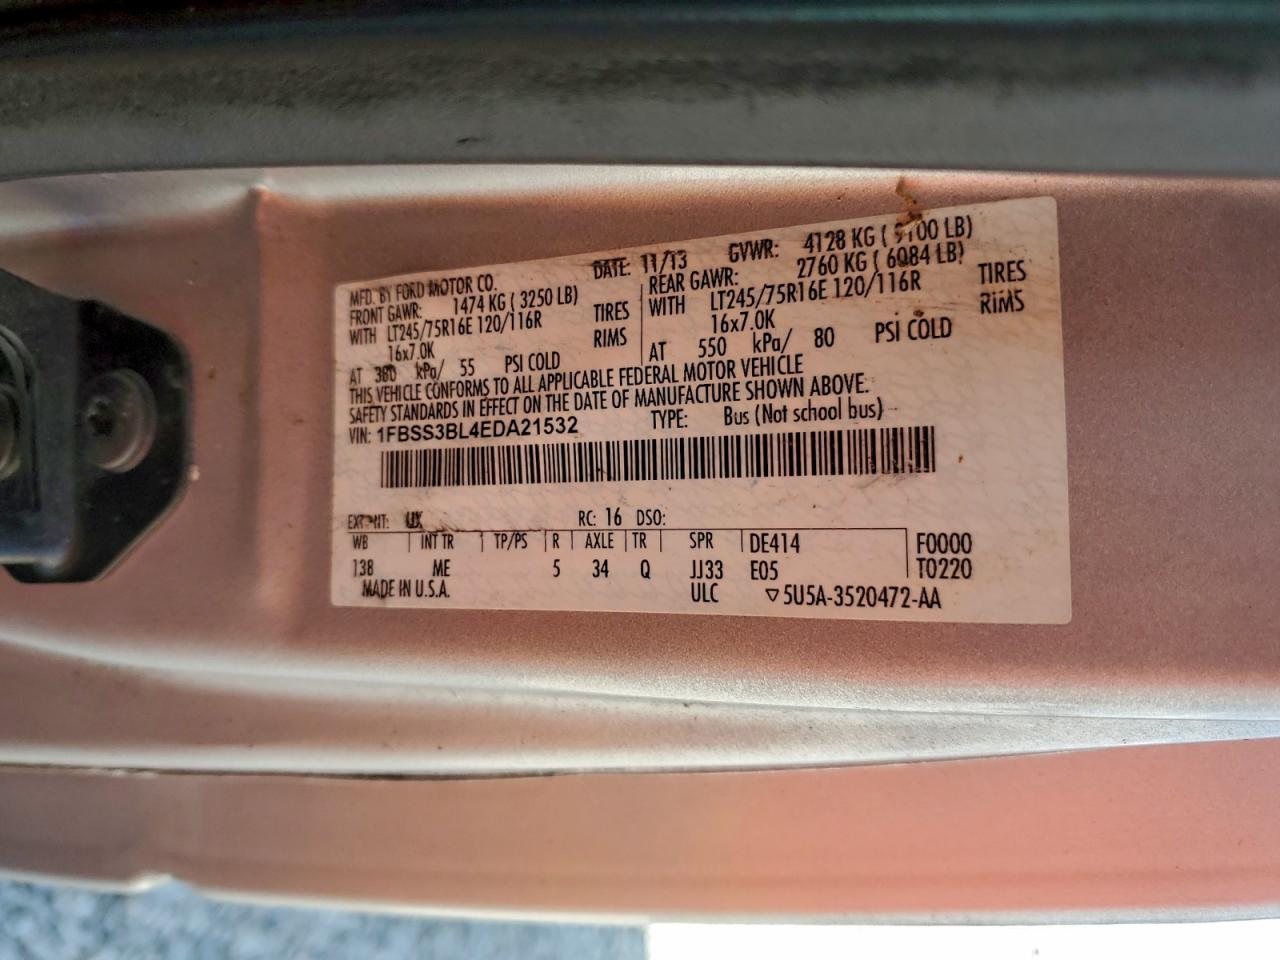 MFD. BY FORD MOTOR CO.
DATE: 11/13 GVWR: 4128 KG ( 9100 LB)
FRONT GAWR: 1474 KG ( 3250 LB)
WITH LT245/75R16E 120/116R TIRES
16x7.0K RIMS
AT 380 kPa/ 55 PSI COLD
REAR GAWR: 2760 KG ( 6084 LB)
WITH LT245/75R16E 120/116R TIRES
16x7.0K RIMS
AT 550 kPa/ 80 PSI COLD
THIS VEHICLE CONFORMS TO ALL APPLICABLE FEDERAL MOTOR VEHICLE
SAFETY STANDARDS IN EFFECT ON THE DATE OF MANUFACTURE SHOWN ABOVE.
VIN: 1FBSS3BL4EDA21532 TYPE: Bus (Not school bus)
EXT PNT: UX RC: 16 DSO:
WB INT TR TP/PS R AXLE TR SPR DE414 F0000
138 ME 5 34 Q JJ33 E05 T0220
MADE IN U.S.A. ULC ▽5U5A-3520472-AA